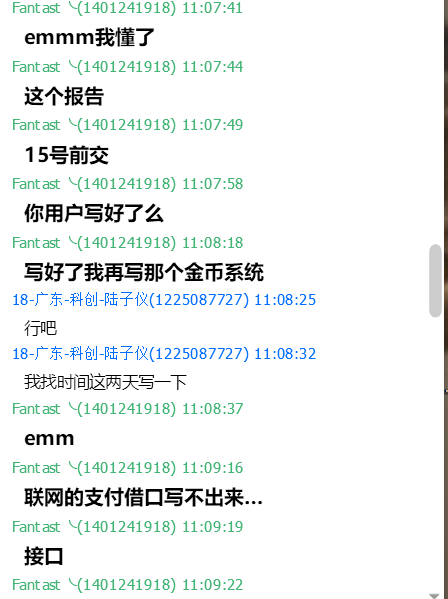 Fantast╰(1401241918) 11:07:41
emmm我懂了
Fantast╰(1401241918) 11:07:44
这个报告
Fantast╰(1401241918) 11:07:49
15号前交
Fantast╰(1401241918) 11:07:58
你用户写好了么
Fantast╰(1401241918) 11:08:18
写好了我再写那个金币系统
18-广东-科创-陆子仪(1225087727) 11:08:25
行吧
18-广东-科创-陆子仪(1225087727) 11:08:32
我找时间这两天写一下
Fantast╰(1401241918) 11:08:37
emm
Fantast╰(1401241918) 11:09:16
联网的支付借口写不出来...
Fantast╰(1401241918) 11:09:19
接口
Fantast╰(1401241918) 11:09:22